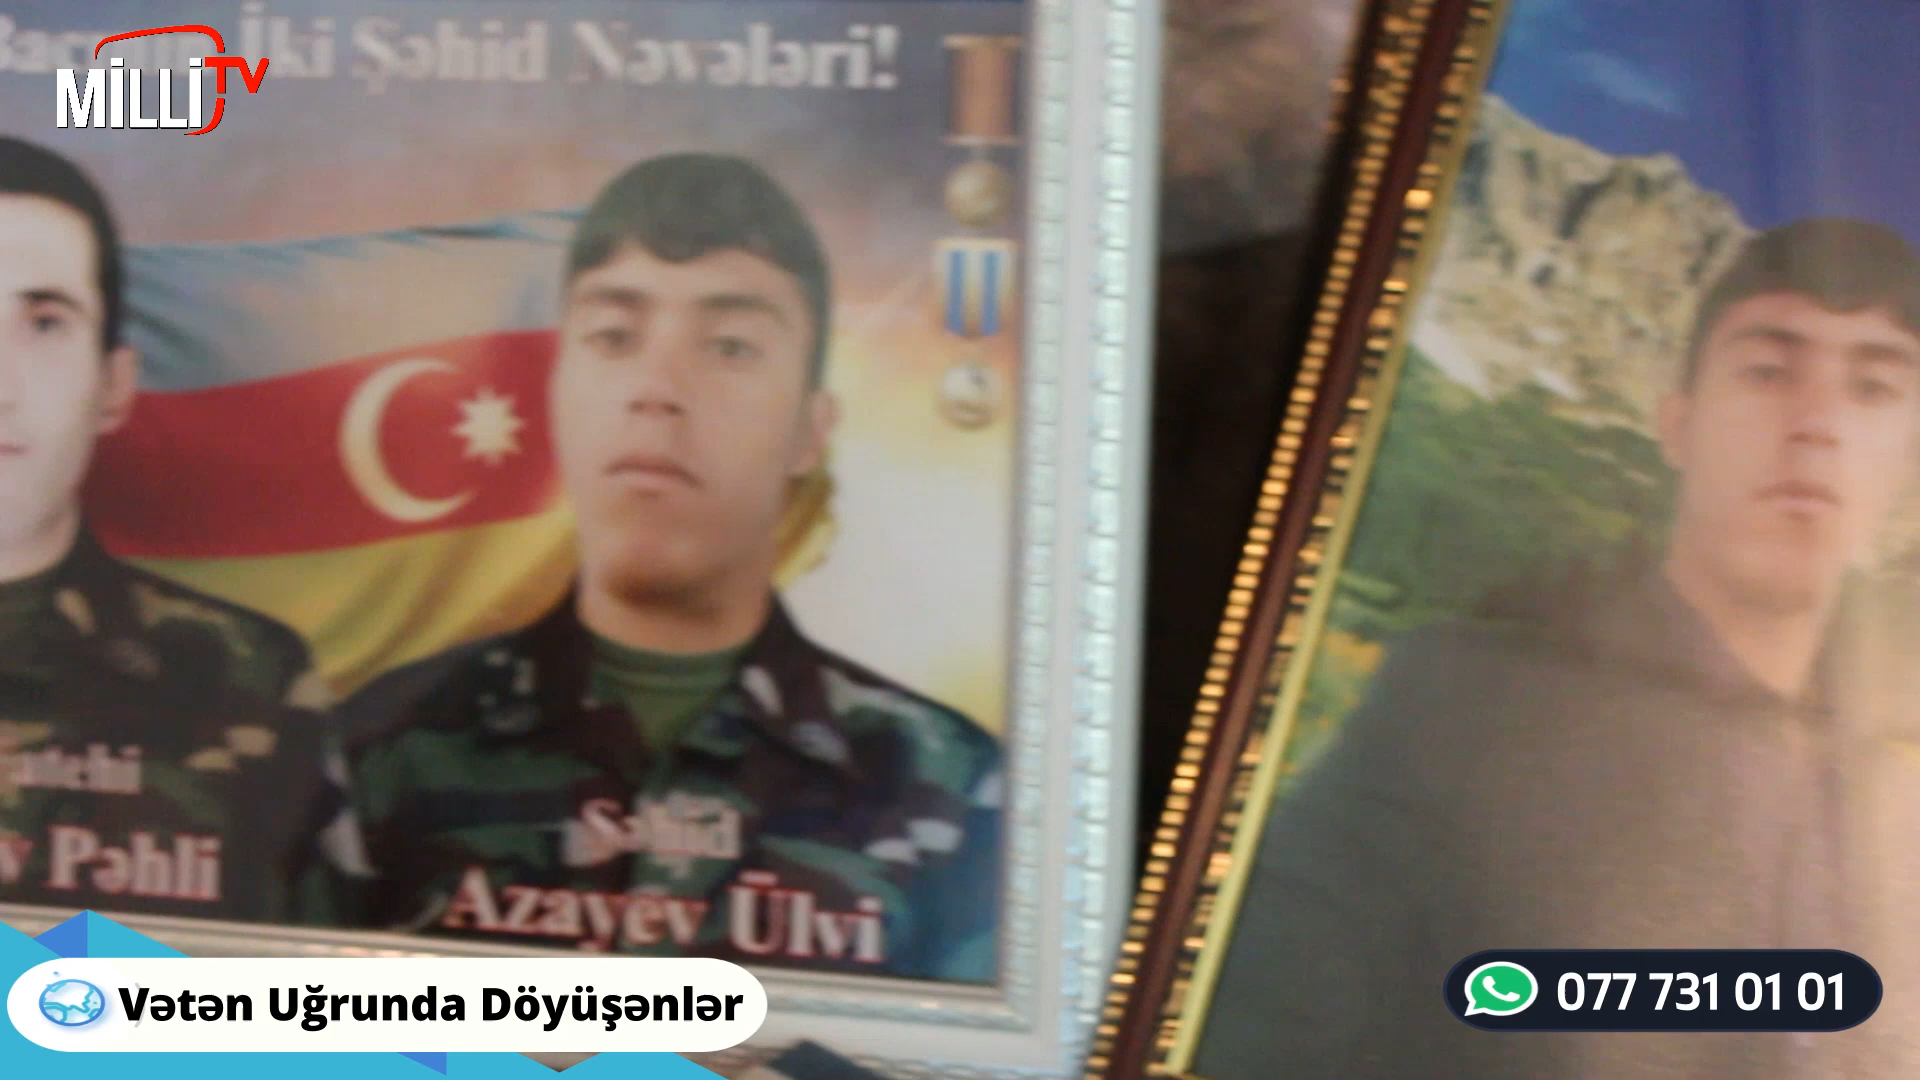 İki Şəhid Nəvələri!
MİLLİ TV
Pəhli
Şəhid
Azayev Ülvi
Vətən Uğrunda Döyüşənlər
077 731 01 01